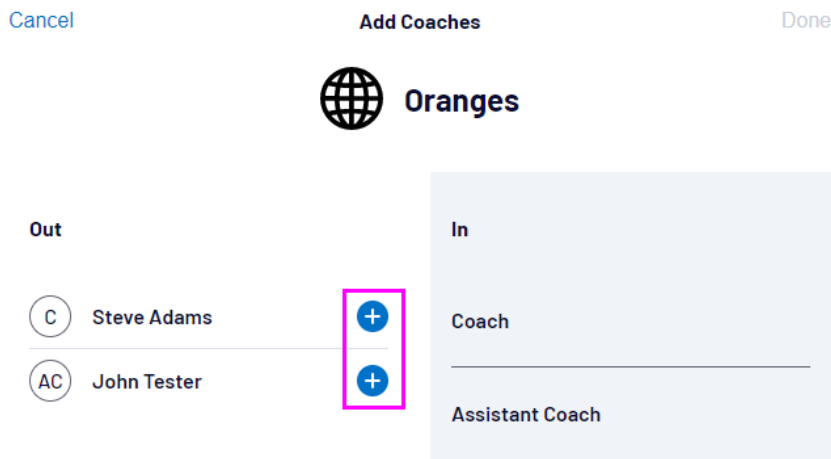 Cancel Add Coaches Done
Oranges
Out
C Steve Adams
AC John Tester
In
Coach
Assistant Coach